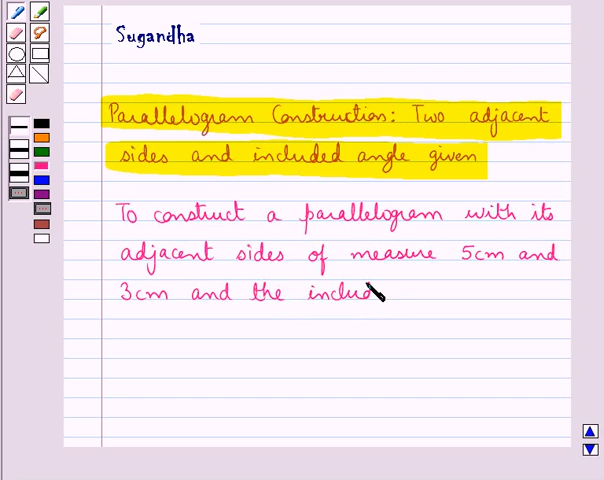 Sugandha
Parallelogram Construction: Two adjacent
sides and included angle given
To construct a parallelogram with its
adjacent sides of measure 5cm and
3cm and the includ